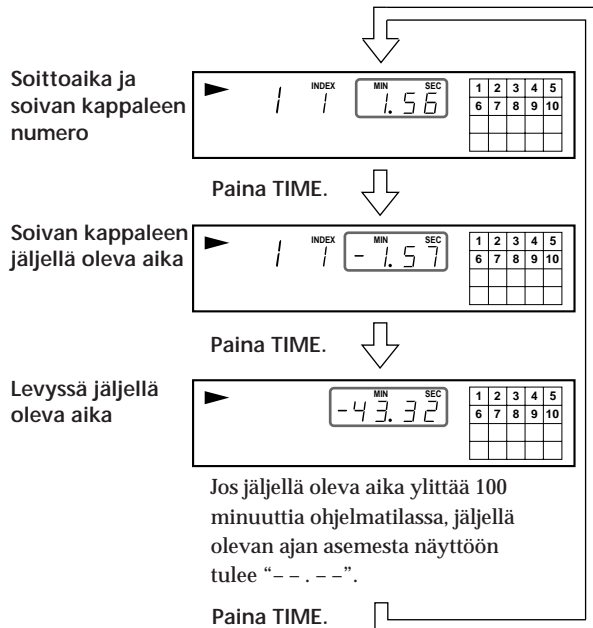 Soittoaika ja
soivan kappaleen
numero
INDEX MIN SEC
1 1 1.56
1 2 3 4 5
6 7 8 9 10
Paina TIME.
Soivan kappaleen
jäljellä oleva aika
INDEX MIN SEC
1 1 - 1.57
1 2 3 4 5
6 7 8 9 10
Paina TIME.
Levyssä jäljellä
oleva aika
MIN SEC
-43.32
1 2 3 4 5
6 7 8 9 10
Jos jäljellä oleva aika ylittää 100
minuuttia ohjelmatilassa, jäljellä
olevan ajan asemesta näyttöön
tulee “– – . – –”.
Paina TIME.